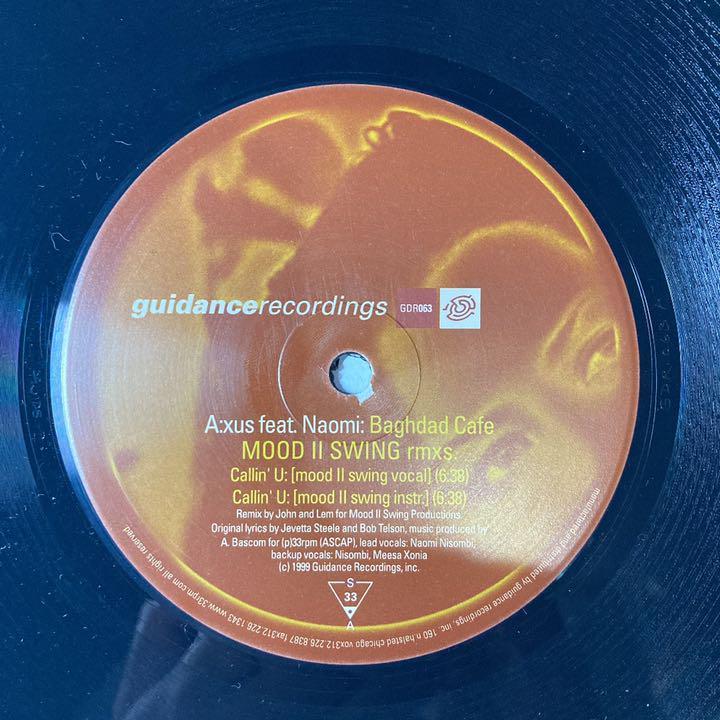 guidancerecordings GDR063
A:xus feat. Naomi: Baghdad Cafe
MOOD II SWING rmxs.
Callin' U: [mood II swing vocal] (6:38)
Callin' U: [mood II swing instr.] (6:38)
Remix by John and Lem for Mood II Swing Productions.
Original lyrics by Jevetta Steele and Bob Telson, music produced by
A. Bascom for (p)33rpm (ASCAP), lead vocals: Naomi Nisombi,
backup vocals: Nisombi, Meesa Xonia
(c) 1999 Guidance Recordings, inc.
S
33
A
manufactured and distributed by guidance recordings, inc. 160 n halsted chicago vox312.226.8387 fax312.226.1343 www.33rpm.com all rights reserved